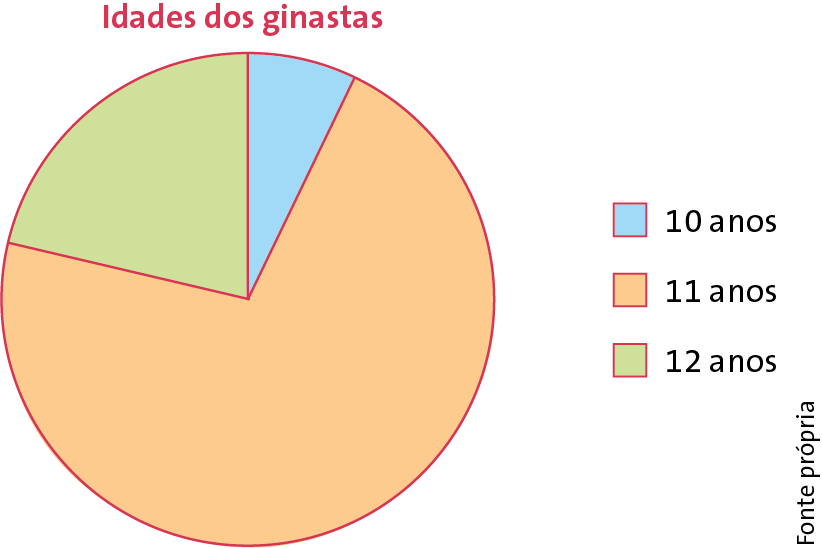 Idades dos ginastas
10 anos
11 anos
12 anos
Fonte própria